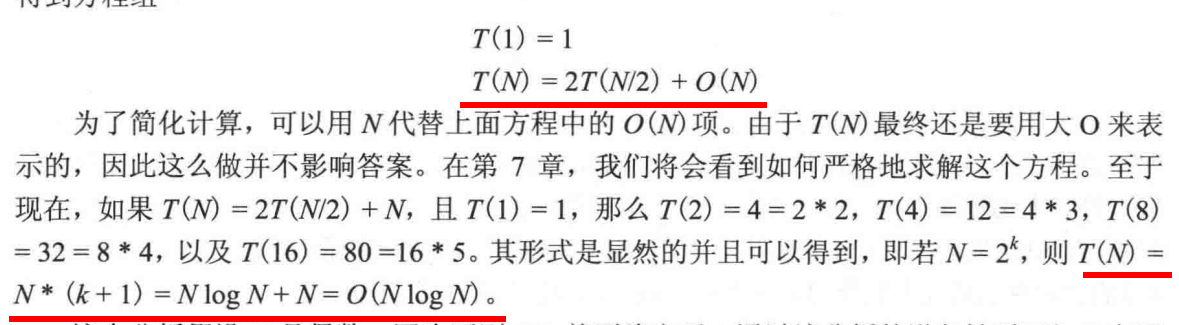 得到方程组
T(1) = 1
T(N) = 2T(N/2) + O(N)
为了简化计算，可以用 N 代替上面方程中的 O(N) 项。由于 T(N) 最终还是要用大 O 来表
示的，因此这么做并不影响答案。在第 7 章，我们将会看到如何严格地求解这个方程。至于
现在，如果 T(N) = 2T(N/2) + N，且 T(1) = 1，那么 T(2) = 4 = 2 * 2，T(4) = 12 = 4 * 3，T(8)
= 32 = 8 * 4，以及 T(16) = 80 =16 * 5。其形式是显然的并且可以得到，即若 N = 2ᵏ，则 T(N) =
N * (k + 1) = N log N + N = O(N log N)。